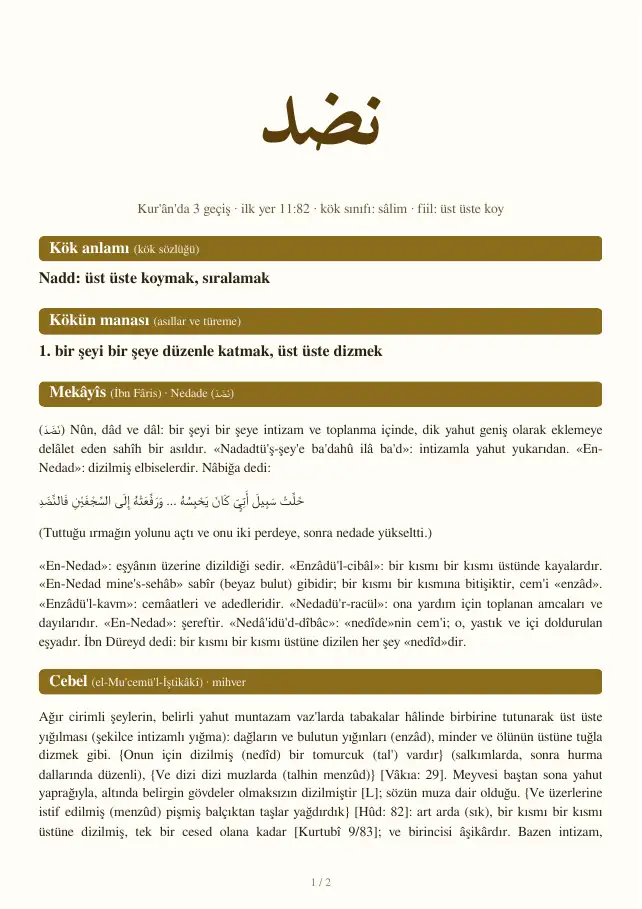 نضد
Kur'ân'da 3 geçiş · ilk yer 11:82 · kök sınıfı: sâlim · fiil: üst üste koy
Kök anlamı (kök sözlüğü)
Nadd: üst üste koymak, sıralamak
Kökün manası (asıllar ve türeme)
1. bir şeyi bir şeye düzenle katmak, üst üste dizmek
Mekâyîs (İbn Fâris) · Nedade (نَضَدَ)
(نَضَدَ) Nûn, dâd ve dâl: bir şeyi bir şeye intizam ve toplanma içinde, dik yahut geniş olarak eklemeye
delâlet eden sahîh bir asıldır. «Nadadtü'ş-şey'e ba'dahû ilâ ba'd»: intizamla yahut yukarıdan. «En-
Nedad»: dizilmiş elbiselerdir. Nâbiğa dedi:
خَلَّتْ سَبِيلَ أَتِيٍّ كَانَ يَحْبِسُهُ ... وَرَفَّعَتْهُ إِلَى السِّجْفَيْنِ فَالنَّضَدِ
(Tuttuğu ırmağın yolunu açtı ve onu iki perdeye, sonra nedade yükseltti.)
«En-Nedad»: eşyânın üzerine dizildiği sedir. «Enzâdü'l-cibâl»: bir kısmı bir kısmı üstünde kayalardır.
«En-Nedad mine's-sehâb» sabîr (beyaz bulut) gibidir; bir kısmı bir kısmına bitişiktir, cem'i «enzâd».
«Enzâdü'l-kavm»: cemâatleri ve adedleridir. «Nedadü'r-racül»: ona yardım için toplanan amcaları ve
dayılarıdır. «En-Nedad»: şereftir. «Nedâ'idü'd-dîbâc»: «nedîde»nin cem'i; o, yastık ve içi doldurulan
eşyadır. İbn Düreyd dedi: bir kısmı bir kısmı üstüne dizilen her şey «nedîd»dir.
Cebel (el-Mu'cemü'l-İştikâkî) · mihver
Ağır cirimli şeylerin, belirli yahut muntazam vaz'larda tabakalar hâlinde birbirine tutunarak üst üste
yığılması (şekilce intizamlı yığma): dağların ve bulutun yığınları (enzâd), minder ve ölünün üstüne tuğla
dizmek gibi. {Onun için dizilmiş (nedîd) bir tomurcuk (tal') vardır} (salkımlarda, sonra hurma
dallarında düzenli), {Ve dizi dizi muzlarda (talhin menzûd)} [Vâkıa: 29]. Meyvesi baştan sona yahut
yaprağıyla, altında belirgin gövdeler olmaksızın dizilmiştir [L]; sözün muza dair olduğu. {Ve üzerlerine
istif edilmiş (menzûd) pişmiş balçıktan taşlar yağdırdık} [Hûd: 82]: art arda (sık), bir kısmı bir kısmı
üstüne dizilmiş, tek bir cesed olana kadar [Kurtubî 9/83]; ve birincisi âşikârdır. Bazen intizam,
1 / 2